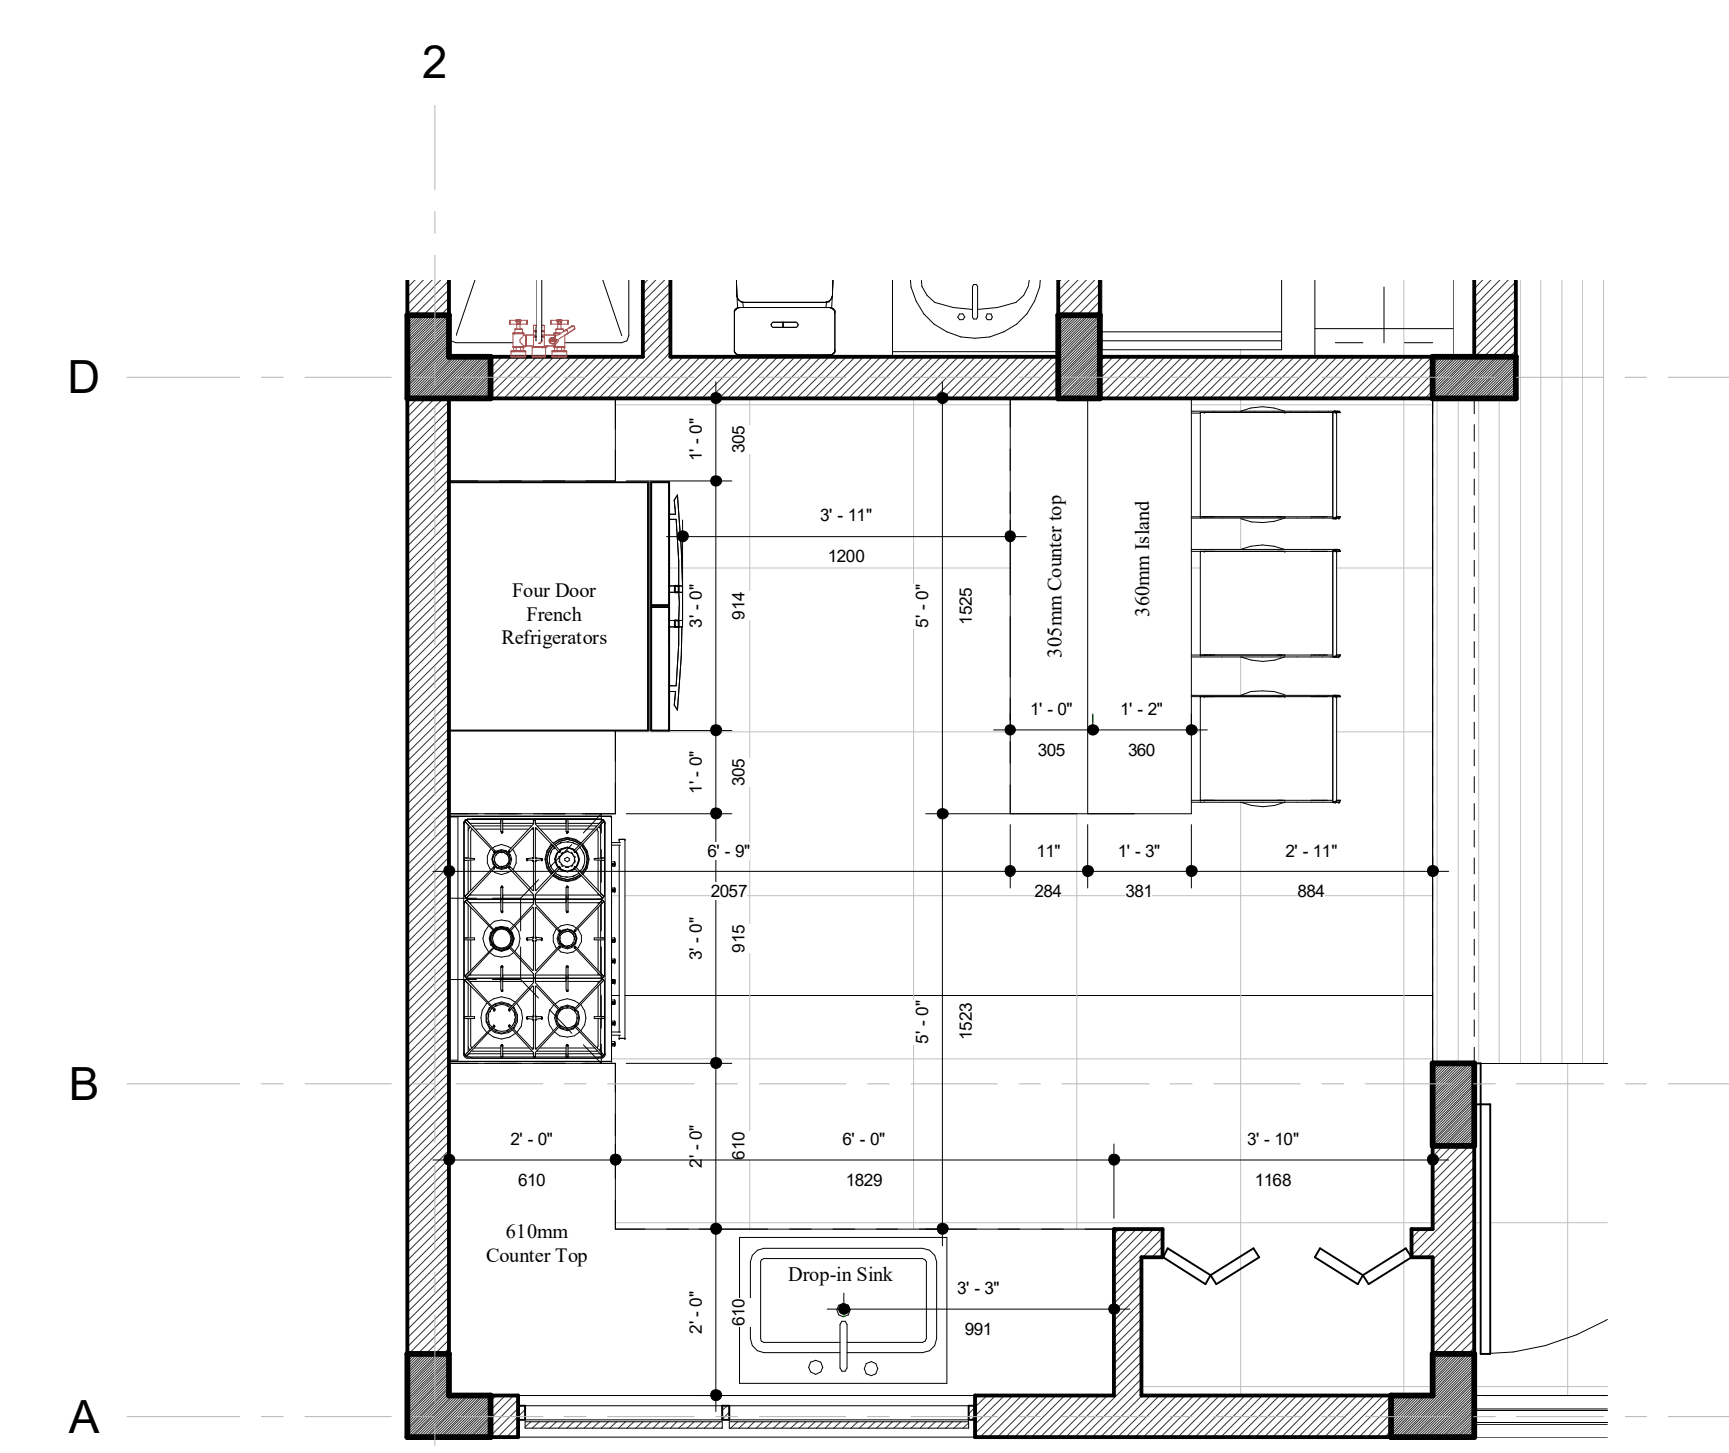 2
D
1' - 0"
305
3' - 11"
1200
Four Door
French
Refrigerators
3' - 0"
914
5' - 0"
1525
305mm Counter top
360mm Island
1' - 0"
305
1' - 2"
360
1' - 0"
305
6' - 9"
2057
11"
284
1' - 3"
381
2' - 11"
884
3' - 0"
915
5' - 0"
1523
B
2' - 0"
610
2' - 0"
610
6' - 0"
1829
3' - 10"
1168
610mm
Counter Top
Drop-in Sink
2' - 0"
610
3' - 3"
991
A